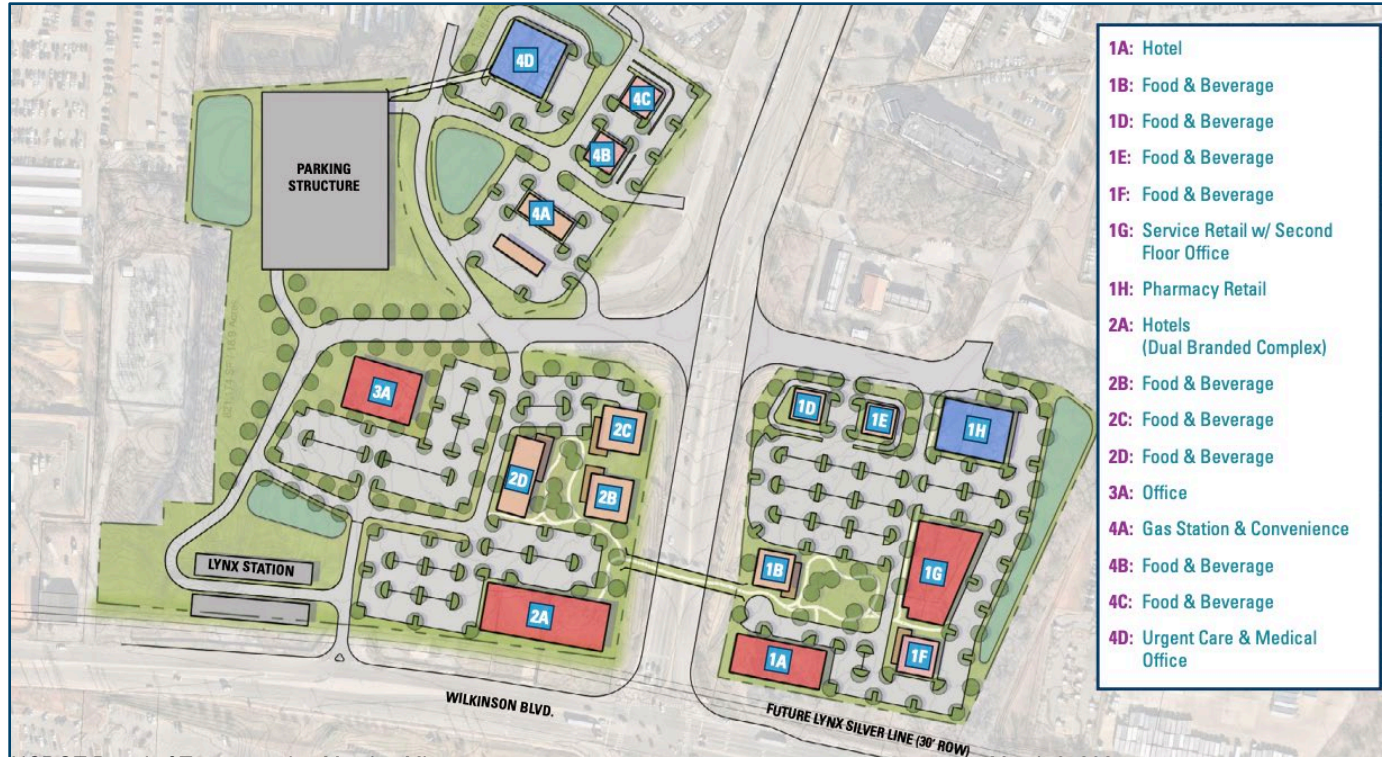 4D
4C
4B
PARKING
STRUCTURE
4A
3A
2C
2D
2B
1D
1E
1H
1B
1G
LYNX STATION
2A
1A
1F
WILKINSON BLVD.
FUTURE LYNX SILVER LINE (30' ROW)
1A: Hotel
1B: Food & Beverage
1D: Food & Beverage
1E: Food & Beverage
1F: Food & Beverage
1G: Service Retail w/ Second
Floor Office
1H: Pharmacy Retail
2A: Hotels
(Dual Branded Complex)
2B: Food & Beverage
2C: Food & Beverage
2D: Food & Beverage
3A: Office
4A: Gas Station & Convenience
4B: Food & Beverage
4C: Food & Beverage
4D: Urgent Care & Medical
Office